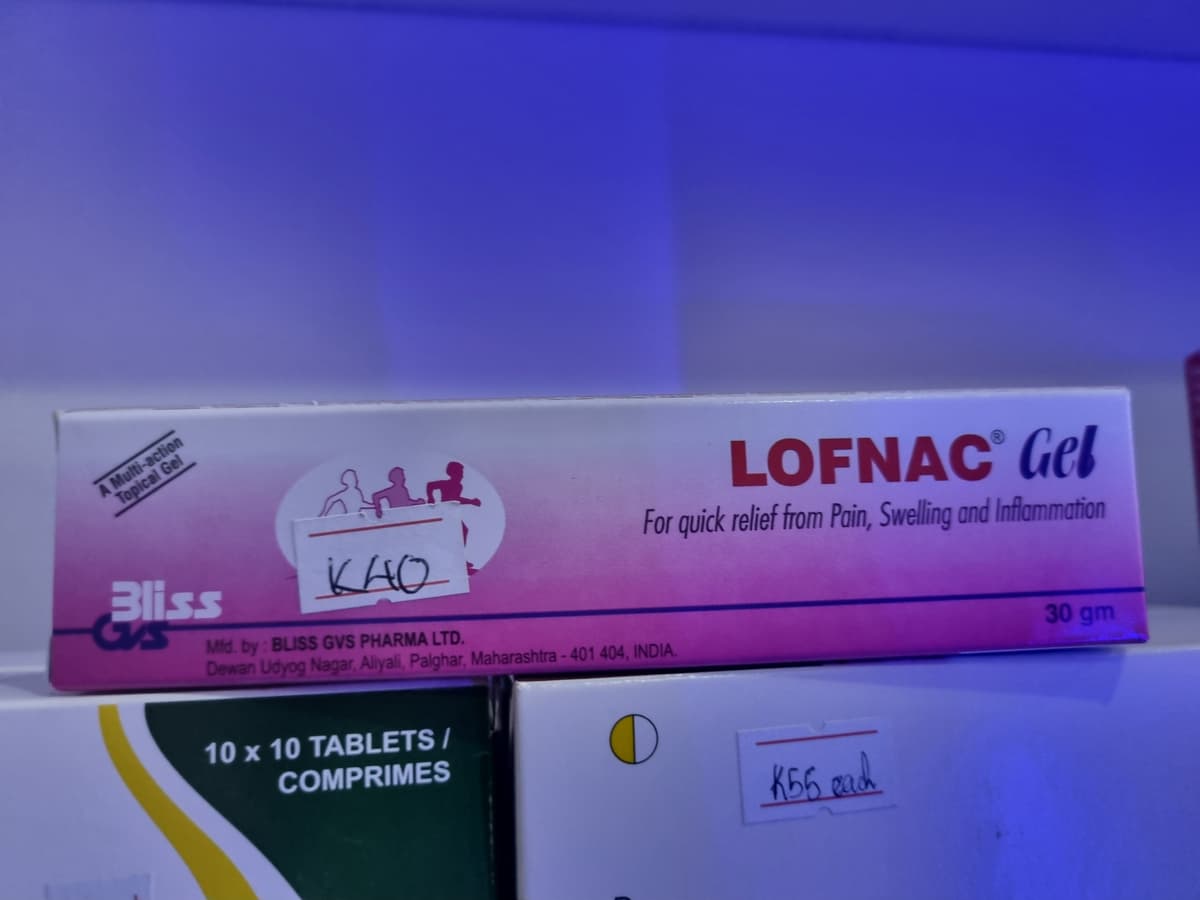 A Multi-action
Topical Gel
LOFNAC® Gel
For quick relief from Pain, Swelling and Inflammation
K40
Bliss
GVS
30 gm
Mfd. by : BLISS GVS PHARMA LTD.
Dewan Udyog Nagar, Aliyali, Palghar, Maharashtra - 401 404, INDIA.
10 x 10 TABLETS /
COMPRIMES
K55 each